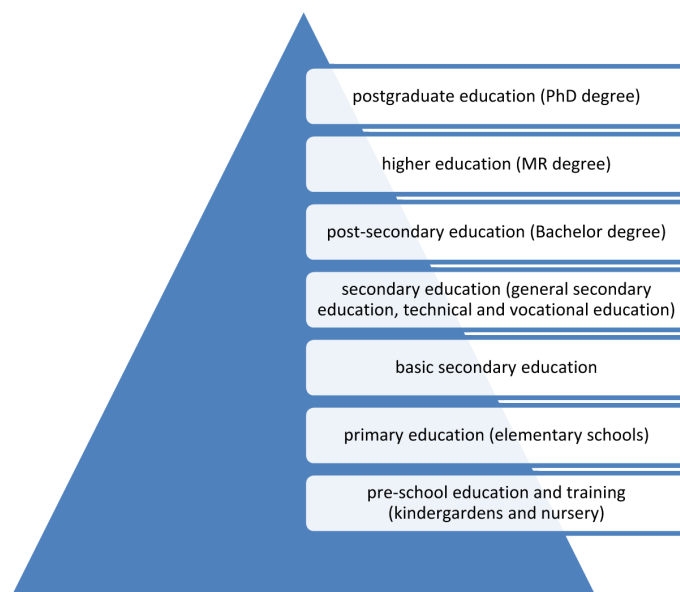 postgraduate education (PhD degree)
higher education (MR degree)
post-secondary education (Bachelor degree)
secondary education (general secondary
education, technical and vocational education)
basic secondary education
primary education (elementary schools)
pre-school education and training
(kindergardens and nursery)